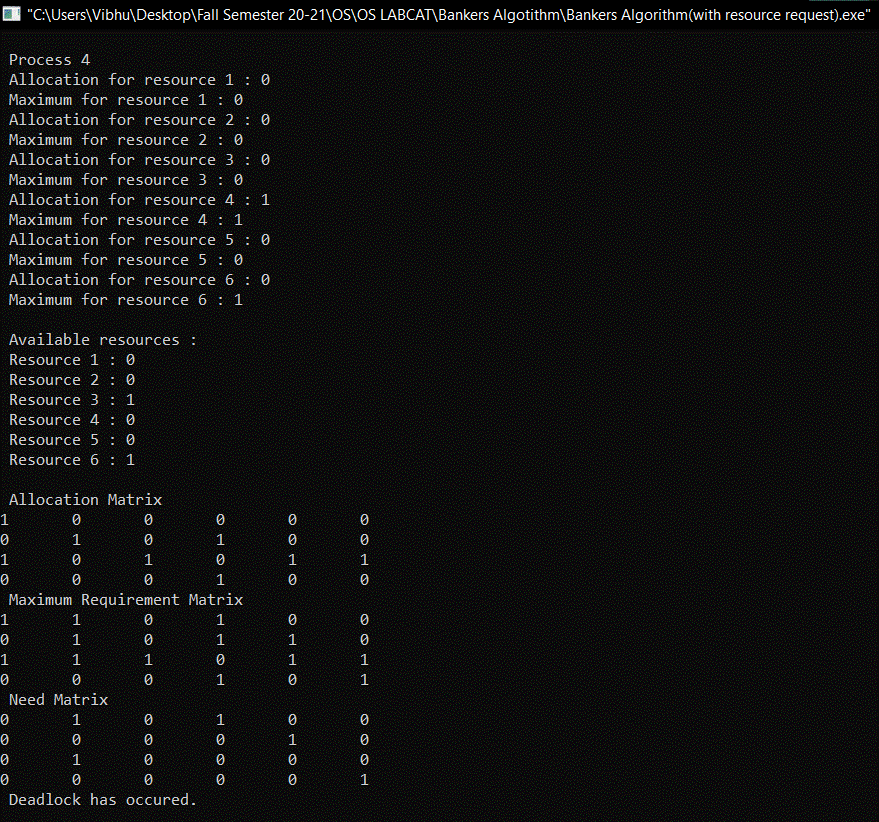 "C:\Users\Vibhu\Desktop\Fall Semester 20-21\OS\OS LABCAT\Bankers Algotithm\Bankers Algorithm(with resource request).exe"
Process 4
Allocation for resource 1 : 0
Maximum for resource 1 : 0
Allocation for resource 2 : 0
Maximum for resource 2 : 0
Allocation for resource 3 : 0
Maximum for resource 3 : 0
Allocation for resource 4 : 1
Maximum for resource 4 : 1
Allocation for resource 5 : 0
Maximum for resource 5 : 0
Allocation for resource 6 : 0
Maximum for resource 6 : 1
Available resources :
Resource 1 : 0
Resource 2 : 0
Resource 3 : 1
Resource 4 : 0
Resource 5 : 0
Resource 6 : 1
Allocation Matrix
1 0 0 0 0 0
0 1 0 1 0 0
1 0 1 0 1 1
0 0 0 1 0 0
Maximum Requirement Matrix
1 1 0 1 0 0
0 1 0 1 1 0
1 1 1 0 1 1
0 0 0 1 0 1
Need Matrix
0 1 0 1 0 0
0 0 0 0 1 0
0 1 0 0 0 0
0 0 0 0 0 1
Deadlock has occured.